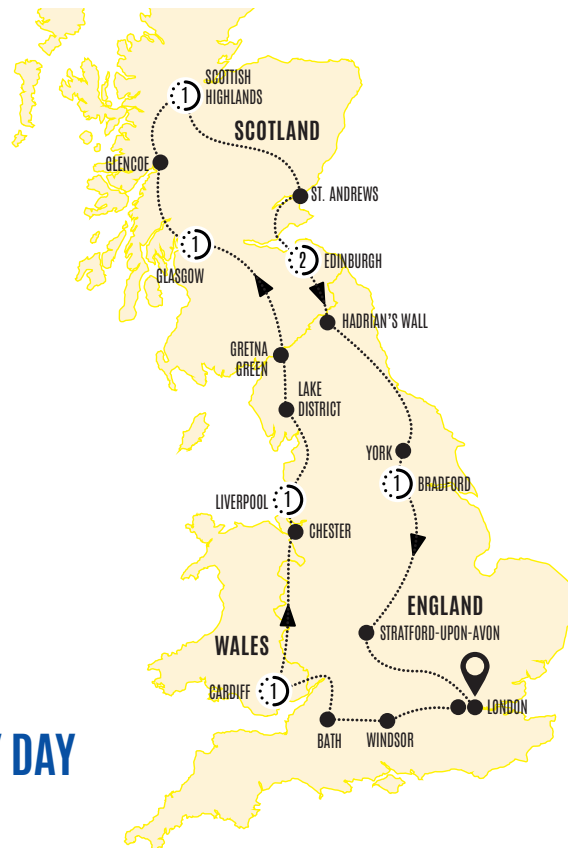 SCOTTISH
HIGHLANDS
1
SCOTLAND
GLENCOE
ST. ANDREWS
1
GLASGOW
2
EDINBURGH
HADRIAN'S WALL
GRETNA
GREEN
LAKE
DISTRICT
YORK
1
BRADFORD
LIVERPOOL
1
CHESTER
ENGLAND
STRATFORD-UPON-AVON
WALES
CARDIFF
1
LONDON
BATH
WINDSOR
DAY